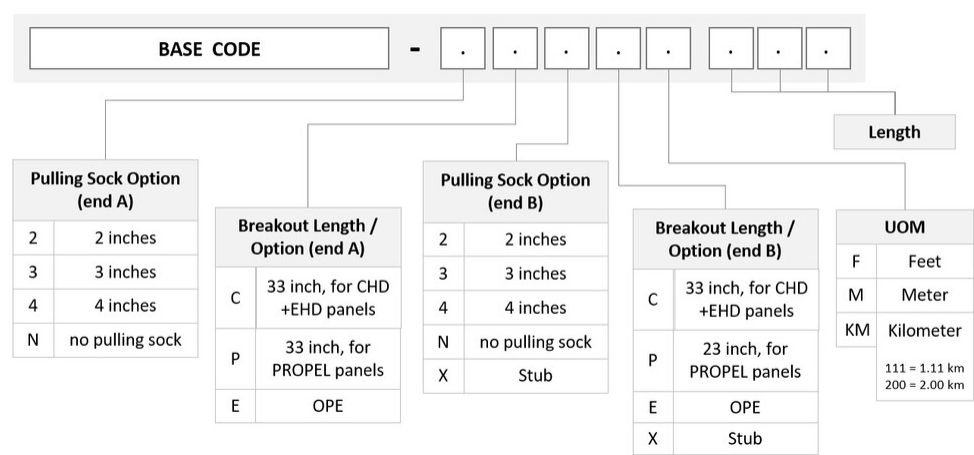 BASE CODE - . . . . . . . .
Length
Pulling Sock Option
(end A)
2 2 inches
3 3 inches
4 4 inches
N no pulling sock
Breakout Length /
Option (end A)
C 33 inch, for CHD
+EHD panels
P 33 inch, for
PROPEL panels
E OPE
Pulling Sock Option
(end B)
2 2 inches
3 3 inches
4 4 inches
N no pulling sock
X Stub
Breakout Length /
Option (end B)
C 33 inch, for CHD
+EHD panels
P 23 inch, for
PROPEL panels
E OPE
X Stub
UOM
F Feet
M Meter
KM Kilometer
111 = 1.11 km
200 = 2.00 km